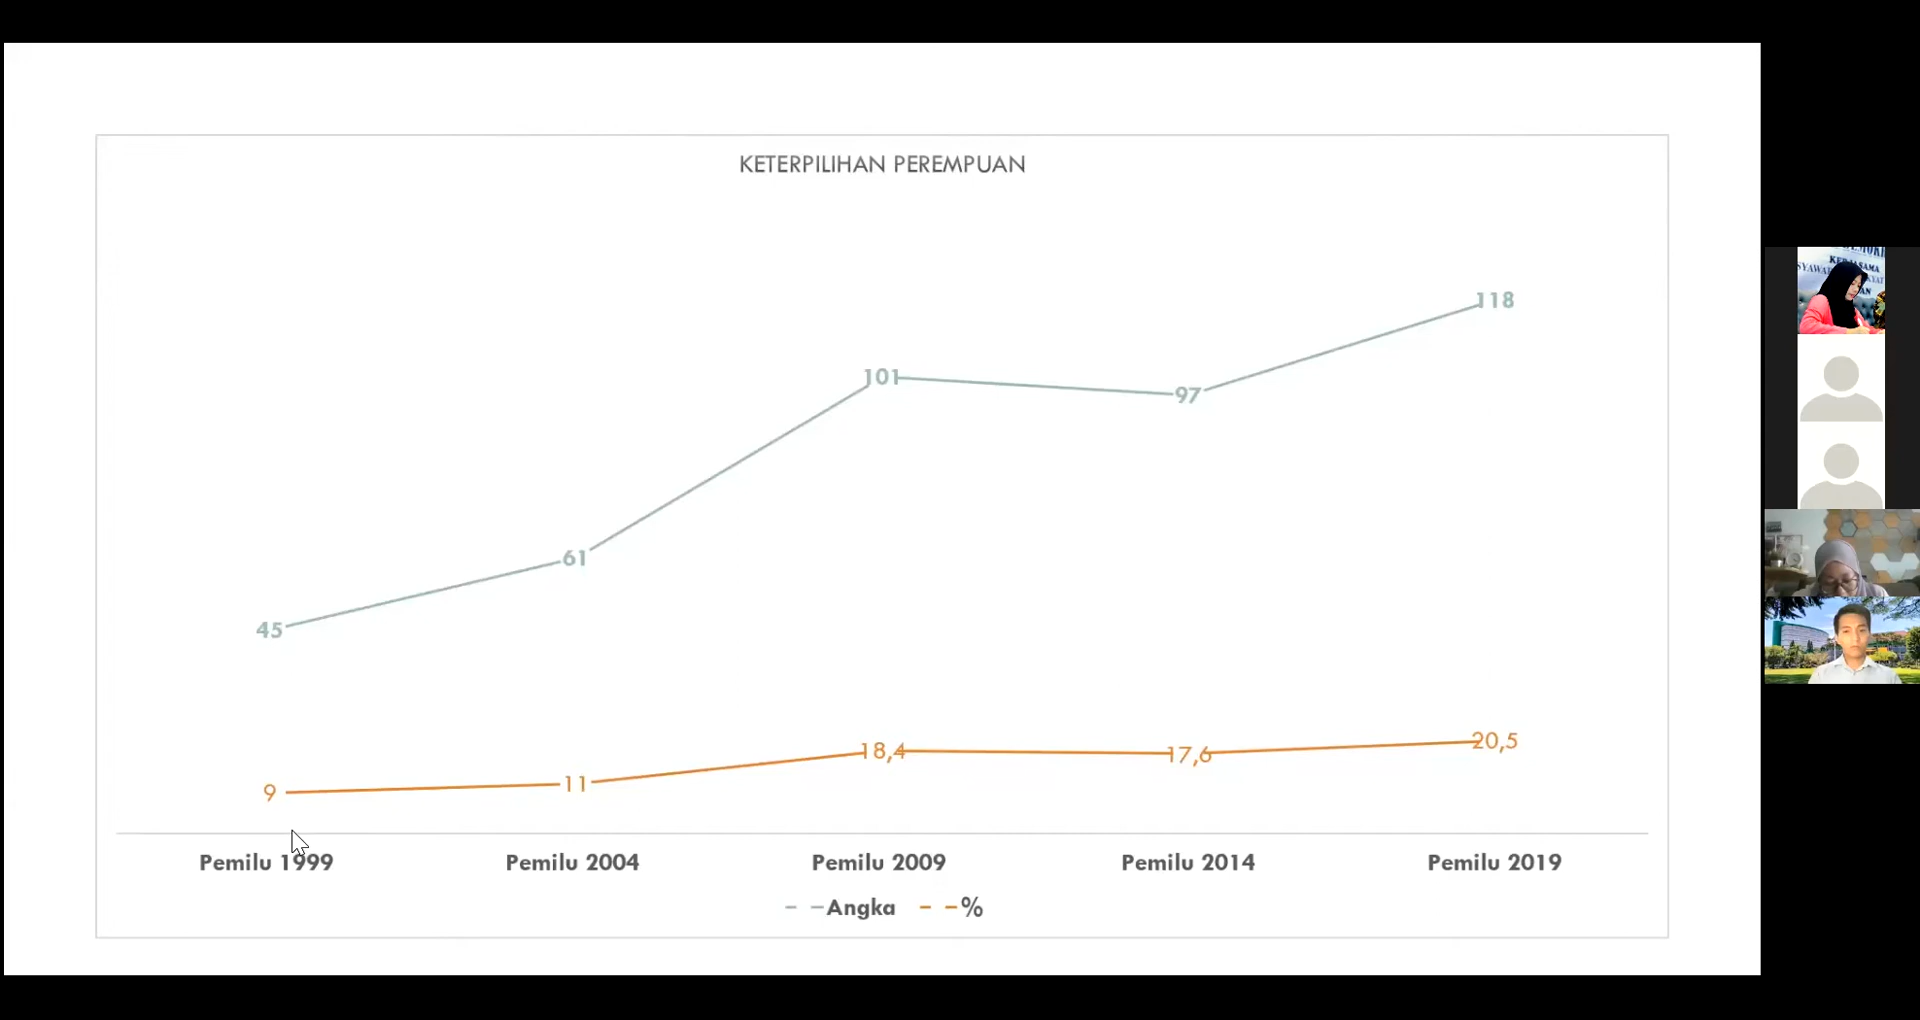 KETERPILIHAN PEREMPUAN
118
101
97
61
45
20,5
18,4
17,6
11
9
Pemilu 1999 Pemilu 2004 Pemilu 2009 Pemilu 2014 Pemilu 2019
Angka %
KERJASAMA